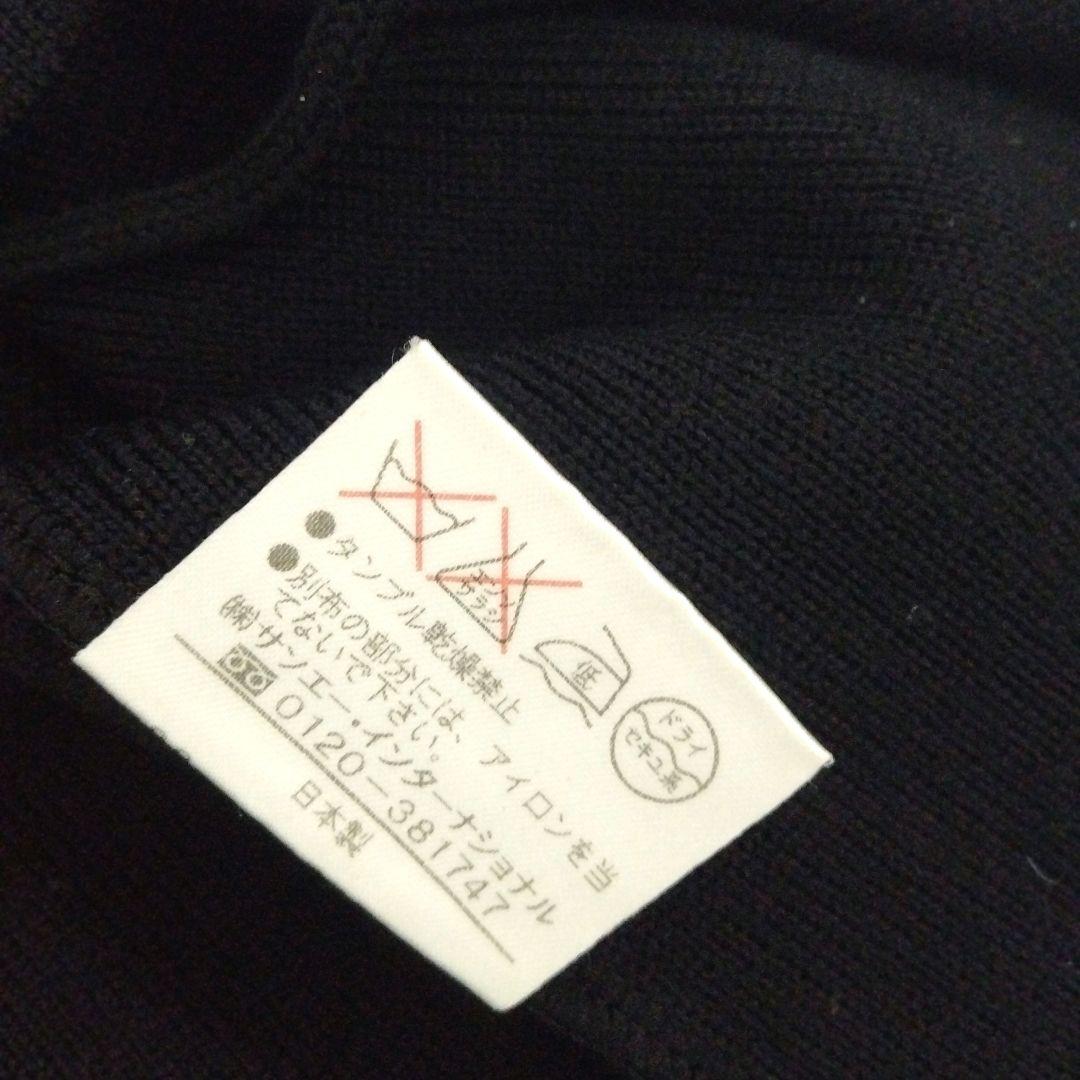 エンソ
サラシ
低
ドライ
セキユ系
●タンブル乾燥禁止
●別布の部分には、アイロンを当
てないで下さい。
㈱サンエー・インターナショナル
0120-381747
日本製